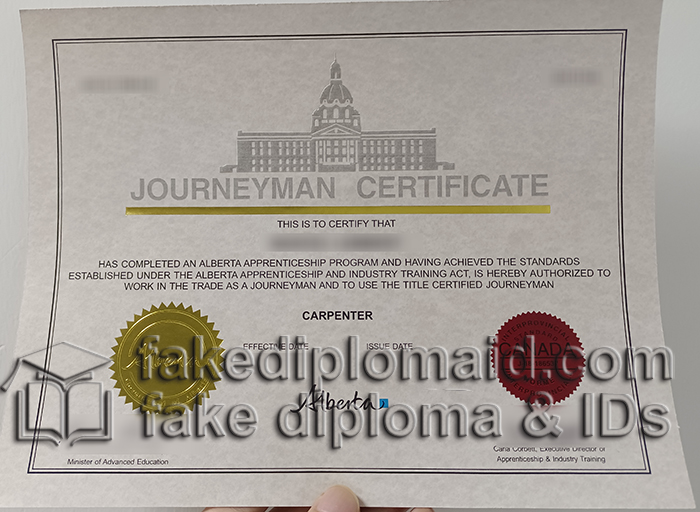 JOURNEYMAN CERTIFICATE
THIS IS TO CERTIFY THAT
HAS COMPLETED AN ALBERTA APPRENTICESHIP PROGRAM AND HAVING ACHIEVED THE STANDARDS
ESTABLISHED UNDER THE ALBERTA APPRENTICESHIP AND INDUSTRY TRAINING ACT, IS HEREBY AUTHORIZED TO
WORK IN THE TRADE AS A JOURNEYMAN AND TO USE THE TITLE CERTIFIED JOURNEYMAN
CARPENTER
EFFECTIVE DATE ISSUE DATE
CANADA
fakediplomaid.com
Alberta
fake diploma & IDs
Minister of Advanced Education
Executive Director of
Apprenticeship & Industry Training